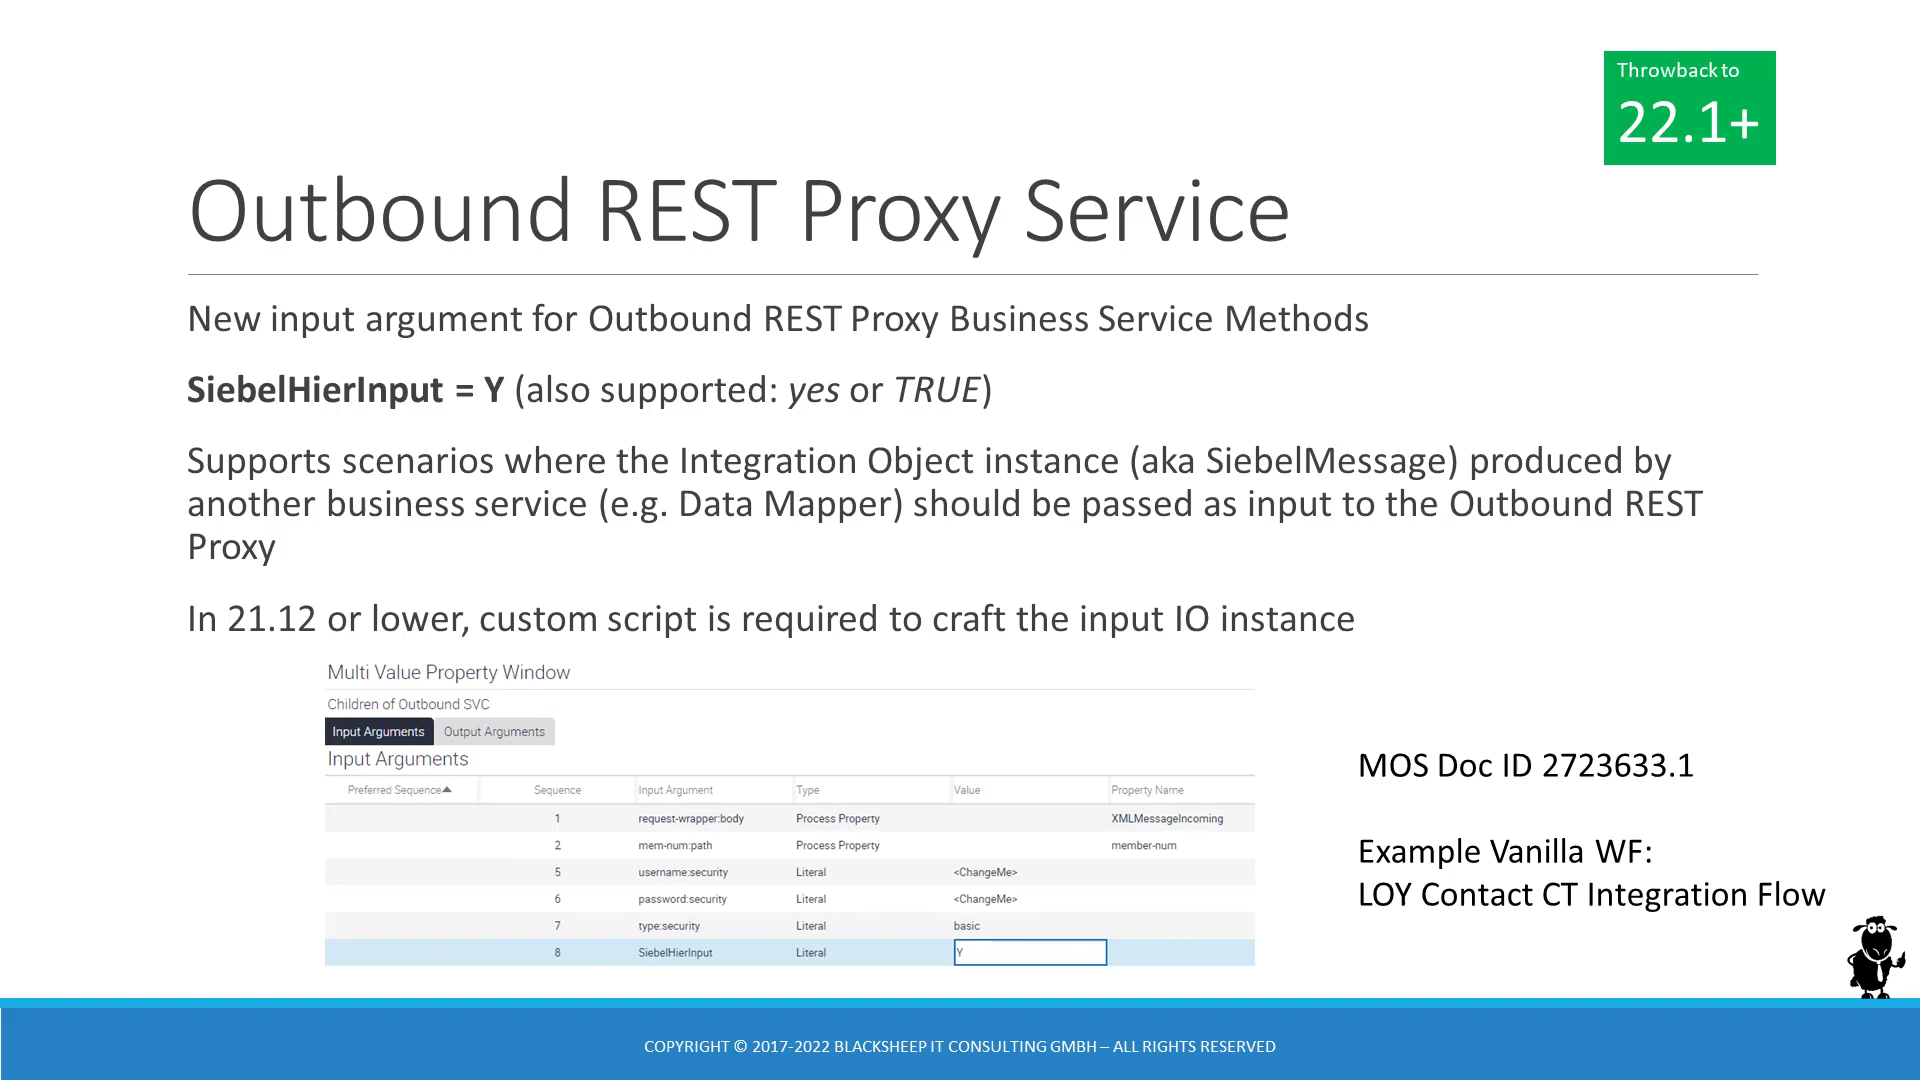 Throwback to
22.1+
Outbound REST Proxy Service
New input argument for Outbound REST Proxy Business Service Methods
SiebelHierInput = Y (also supported: yes or TRUE)
Supports scenarios where the Integration Object instance (aka SiebelMessage) produced by
another business service (e.g. Data Mapper) should be passed as input to the Outbound REST
Proxy
In 21.12 or lower, custom script is required to craft the input IO instance
Multi Value Property Window
Children of Outbound SVC
Input Arguments Output Arguments
Input Arguments
Preferred Sequence Sequence Input Argument Type Value Property Name
1 request-wrapper:body Process Property XMLMessageIncoming
2 mem-num:path Process Property member-num
5 username:security Literal <ChangeMe>
6 password:security Literal <ChangeMe>
7 type:security Literal basic
8 SiebelHierInput Literal Y
MOS Doc ID 2723633.1
Example Vanilla WF:
LOY Contact CT Integration Flow
COPYRIGHT © 2017-2022 BLACKSHEEP IT CONSULTING GMBH – ALL RIGHTS RESERVED